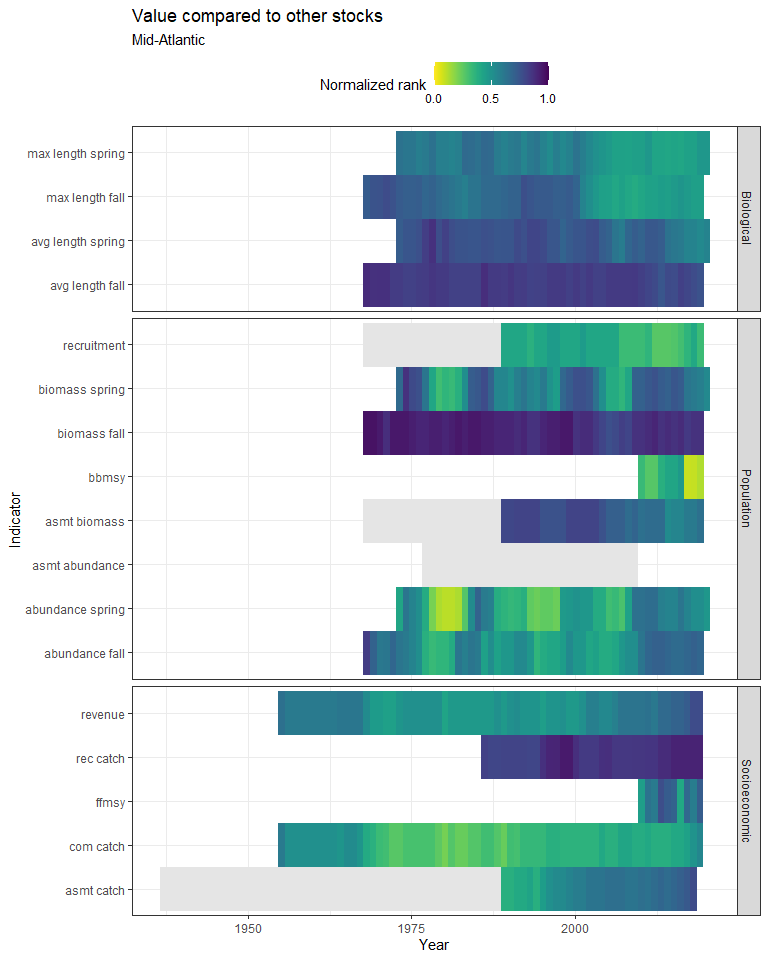 Value compared to other stocks
Mid-Atlantic
Normalized rank
0.0 0.5 1.0
max length spring
max length fall
avg length spring
avg length fall
Biological
recruitment
biomass spring
biomass fall
bbmsy
asmt biomass
asmt abundance
abundance spring
abundance fall
Population
revenue
rec catch
ffmsy
com catch
asmt catch
Socioeconomic
Indicator
1950 1975 2000
Year